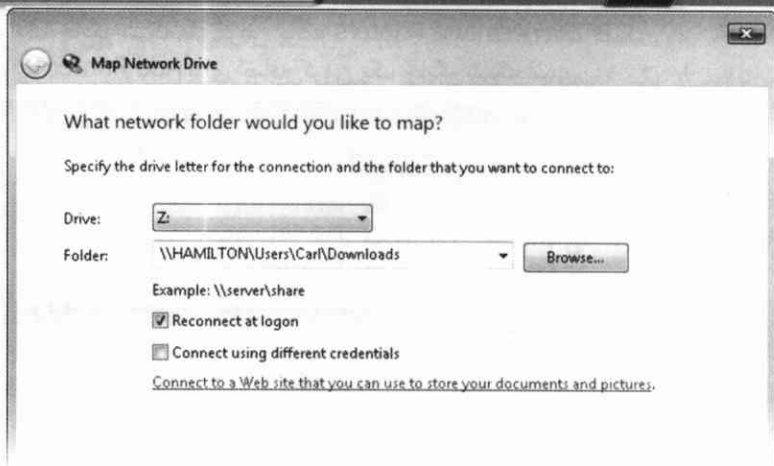 Map Network Drive
What network folder would you like to map?
Specify the drive letter for the connection and the folder that you want to connect to:
Drive: Z:
Folder: \\HAMILTON\Users\Carl\Downloads Browse...
Example: \\server\share
Reconnect at logon
Connect using different credentials
Connect to a Web site that you can use to store your documents and pictures.